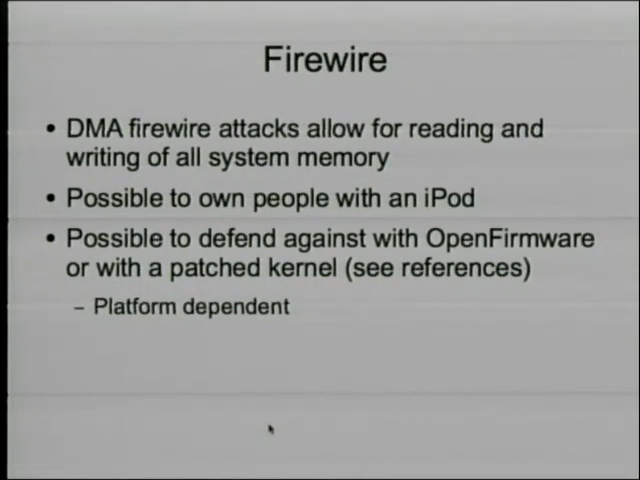 Firewire
• DMA firewire attacks allow for reading and
writing of all system memory
• Possible to own people with an iPod
• Possible to defend against with OpenFirmware
or with a patched kernel (see references)
– Platform dependent